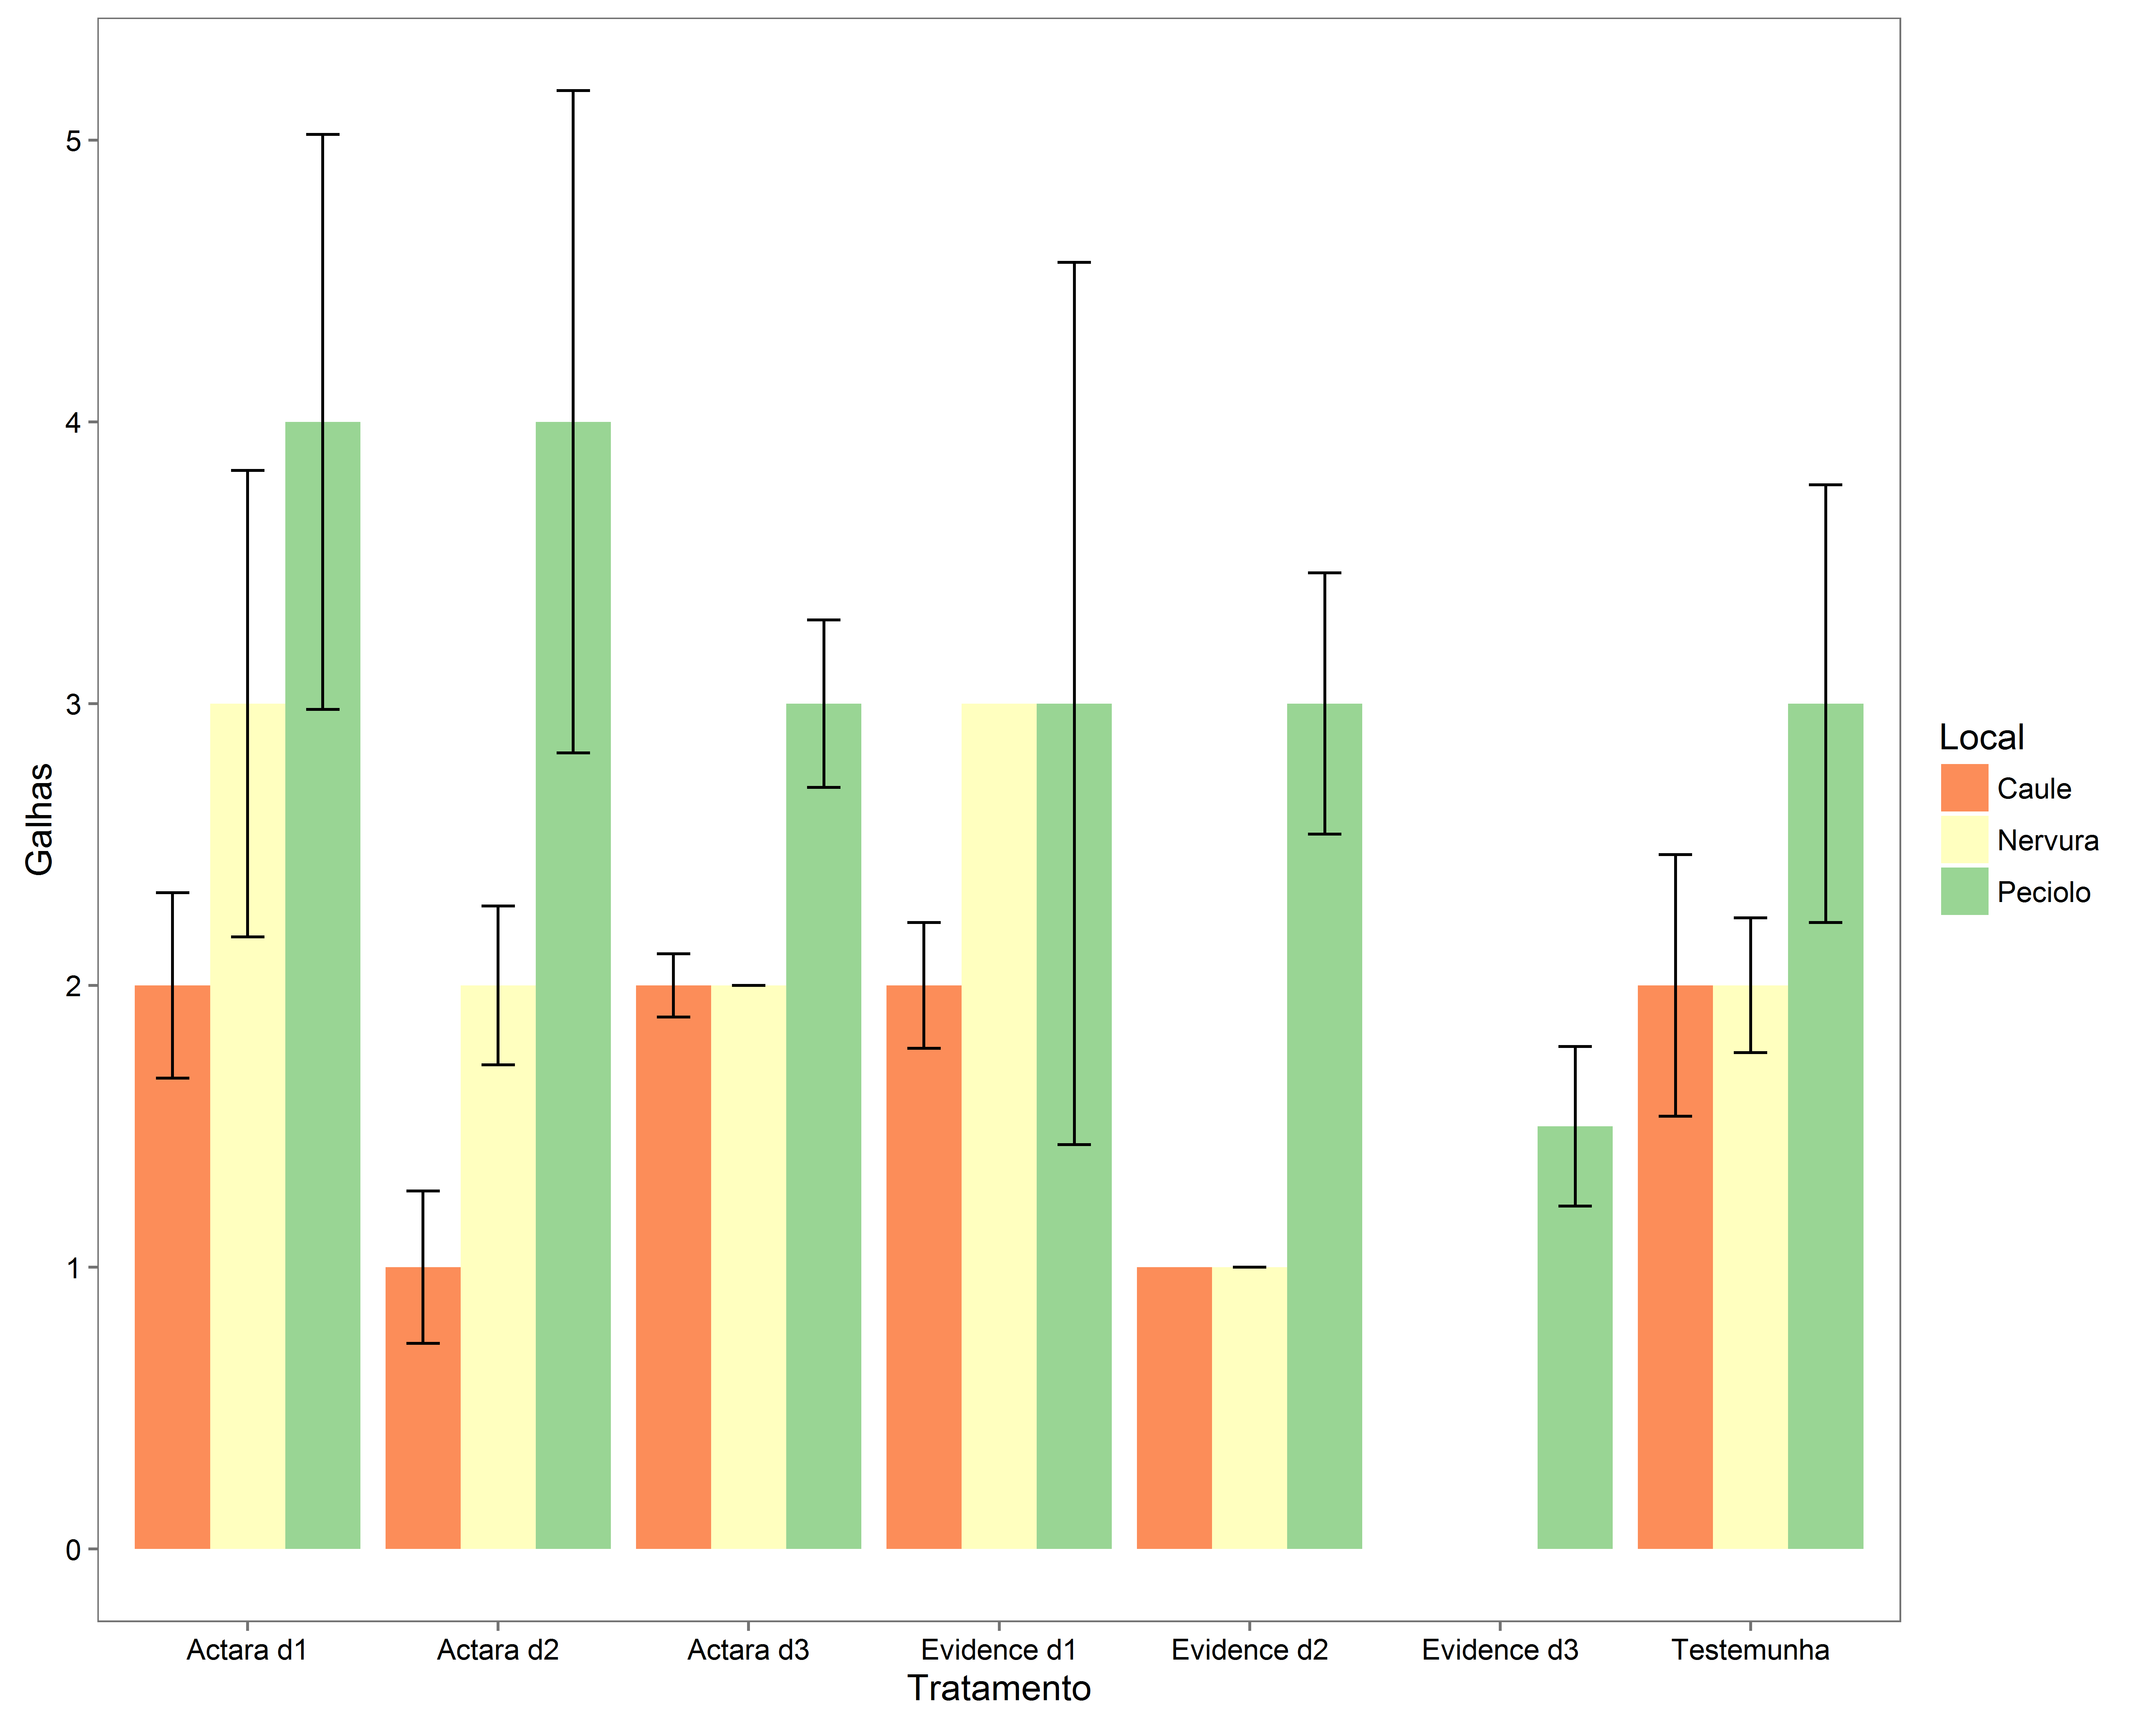 5
4
3
2
1
0
Galhas
Actara d1
Actara d2
Actara d3
Evidence d1
Evidence d2
Evidence d3
Testemunha
Tratamento
Local
Caule
Nervura
Peciolo